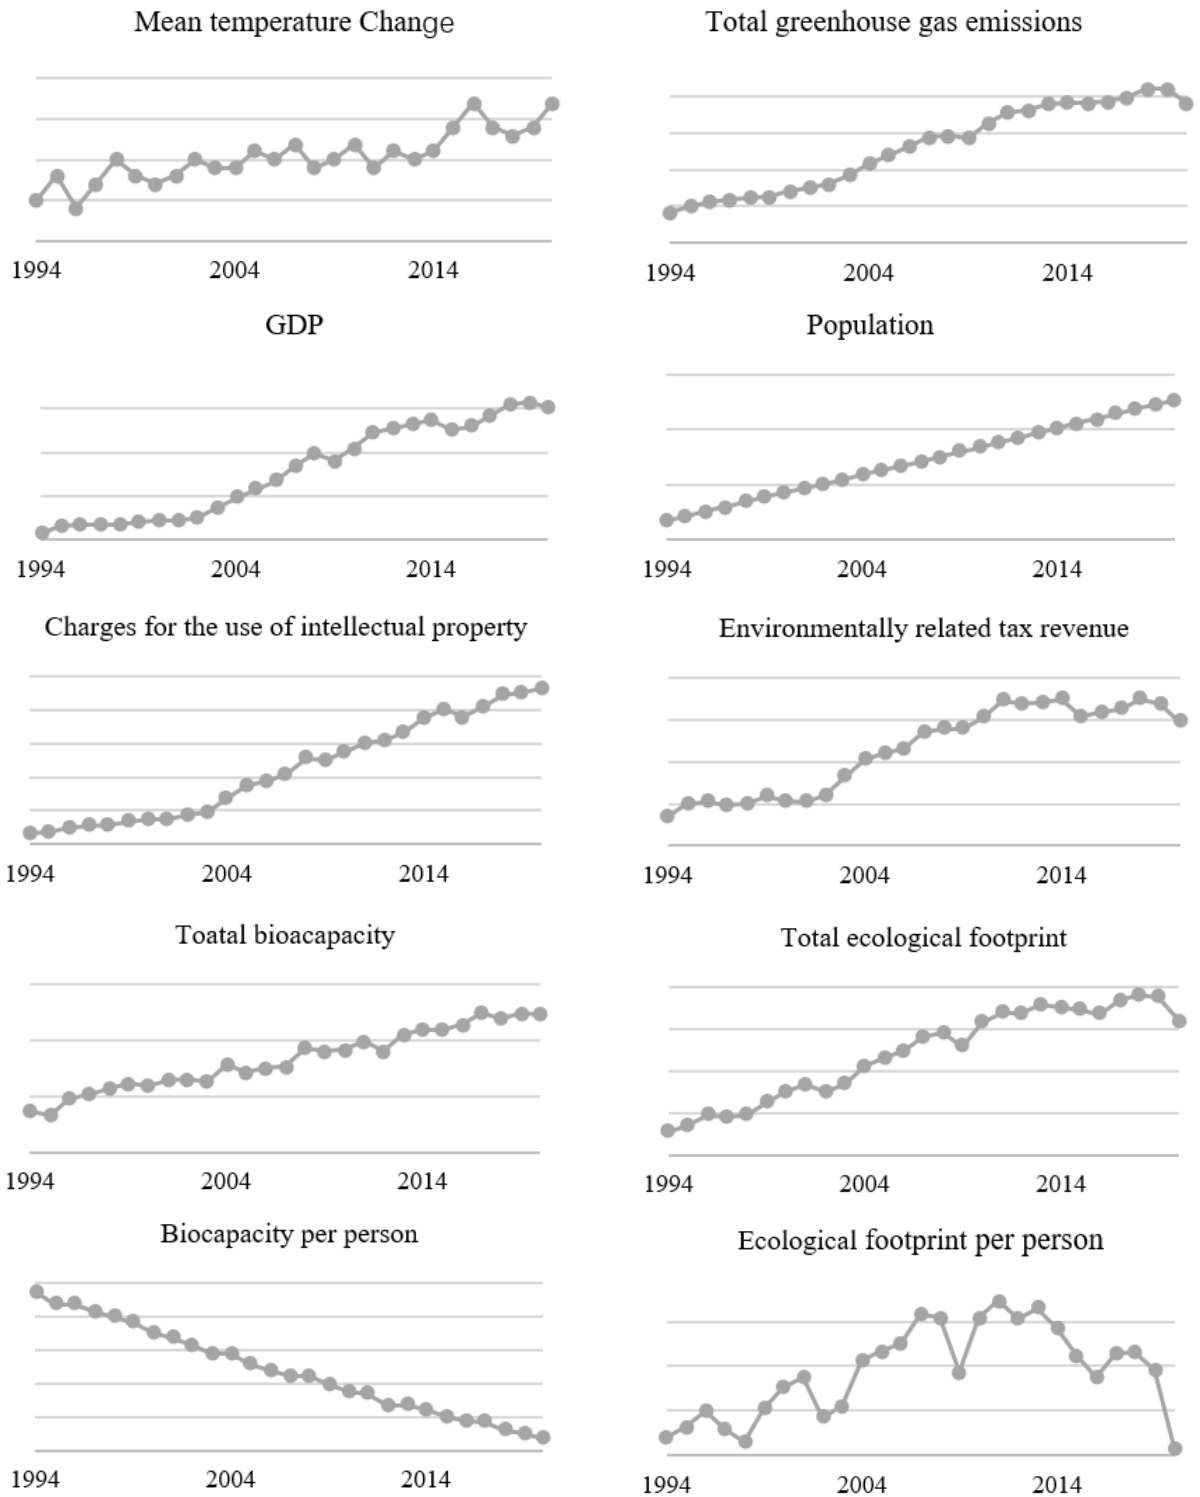 Mean temperature Change
Total greenhouse gas emissions
1994 2004 2014
1994 2004 2014
GDP
Population
1994 2004 2014
1994 2004 2014
Charges for the use of intellectual property
Environmentally related tax revenue
1994 2004 2014
1994 2004 2014
Toatal bioacapacity
Total ecological footprint
1994 2004 2014
1994 2004 2014
Biocapacity per person
Ecological footprint per person
1994 2004 2014
1994 2004 2014